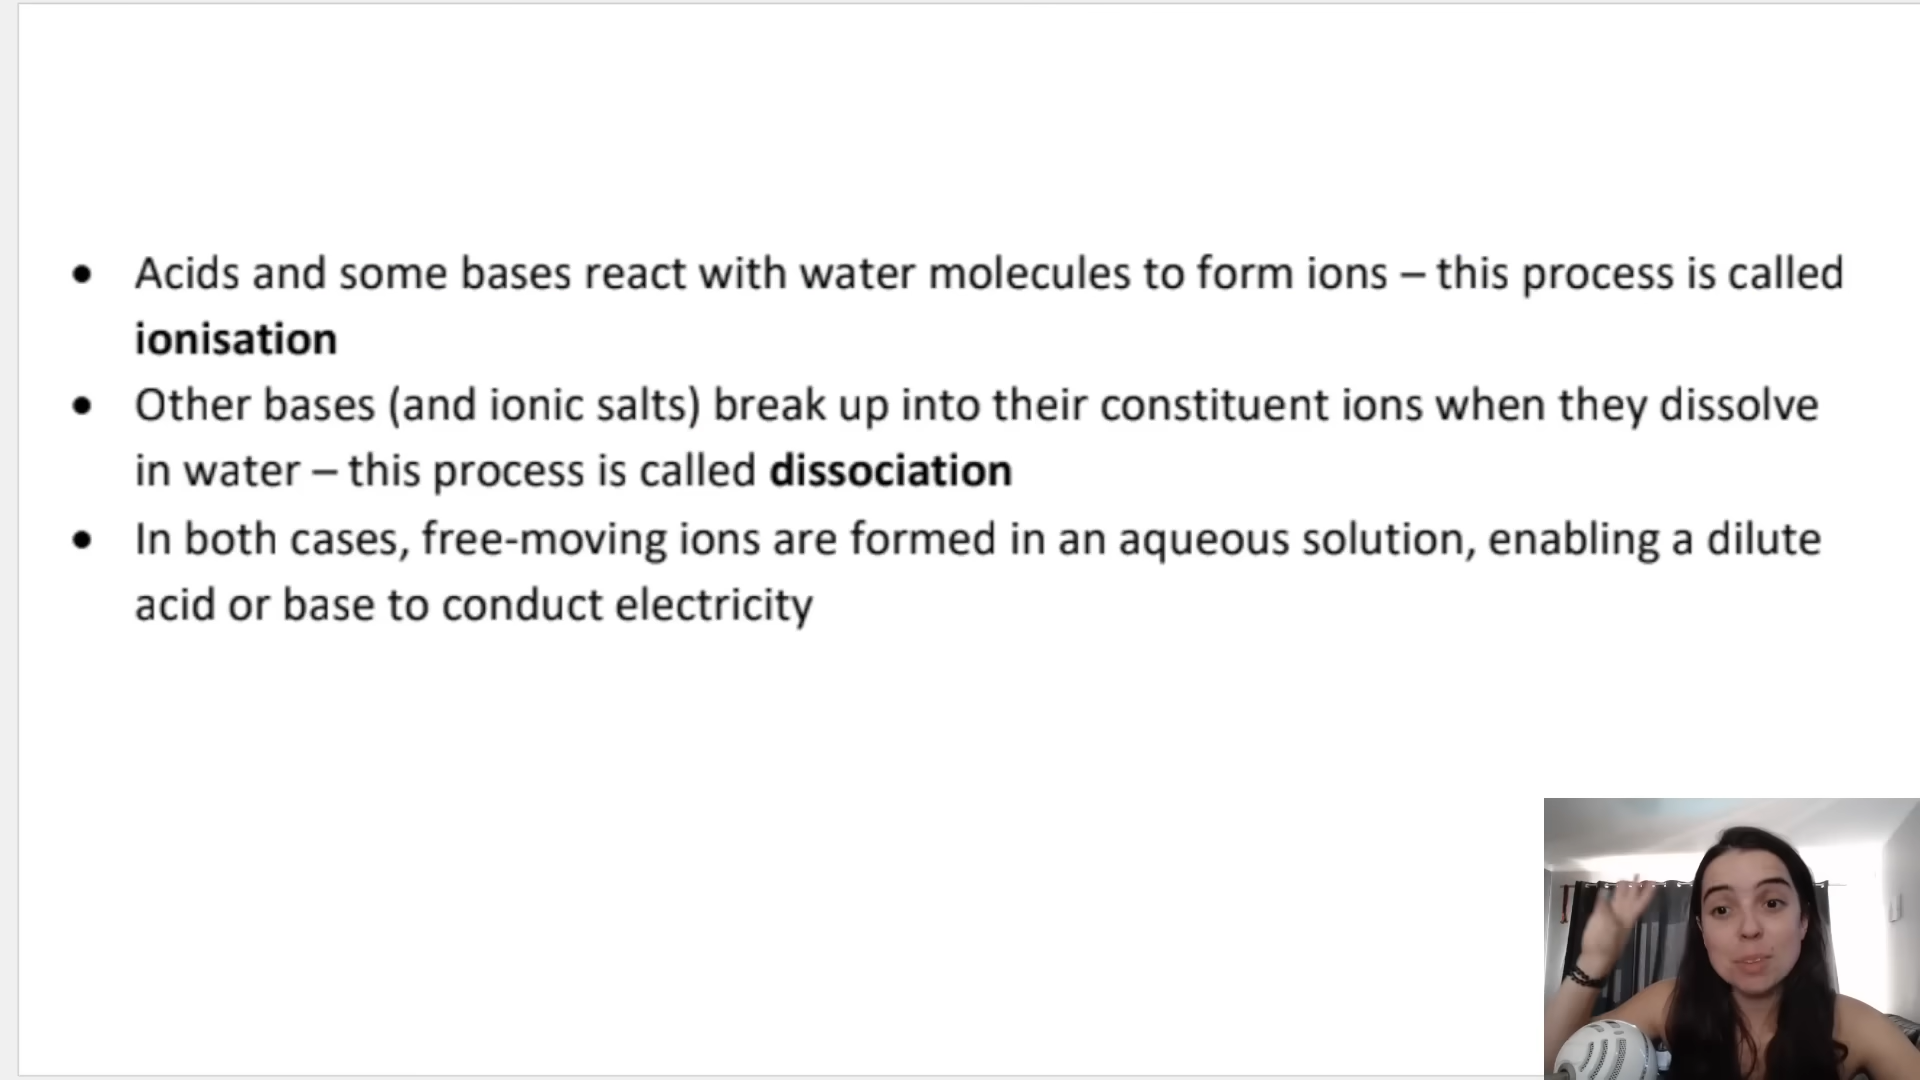 • Acids and some bases react with water molecules to form ions – this process is called
ionisation
• Other bases (and ionic salts) break up into their constituent ions when they dissolve
in water – this process is called dissociation
• In both cases, free-moving ions are formed in an aqueous solution, enabling a dilute
acid or base to conduct electricity